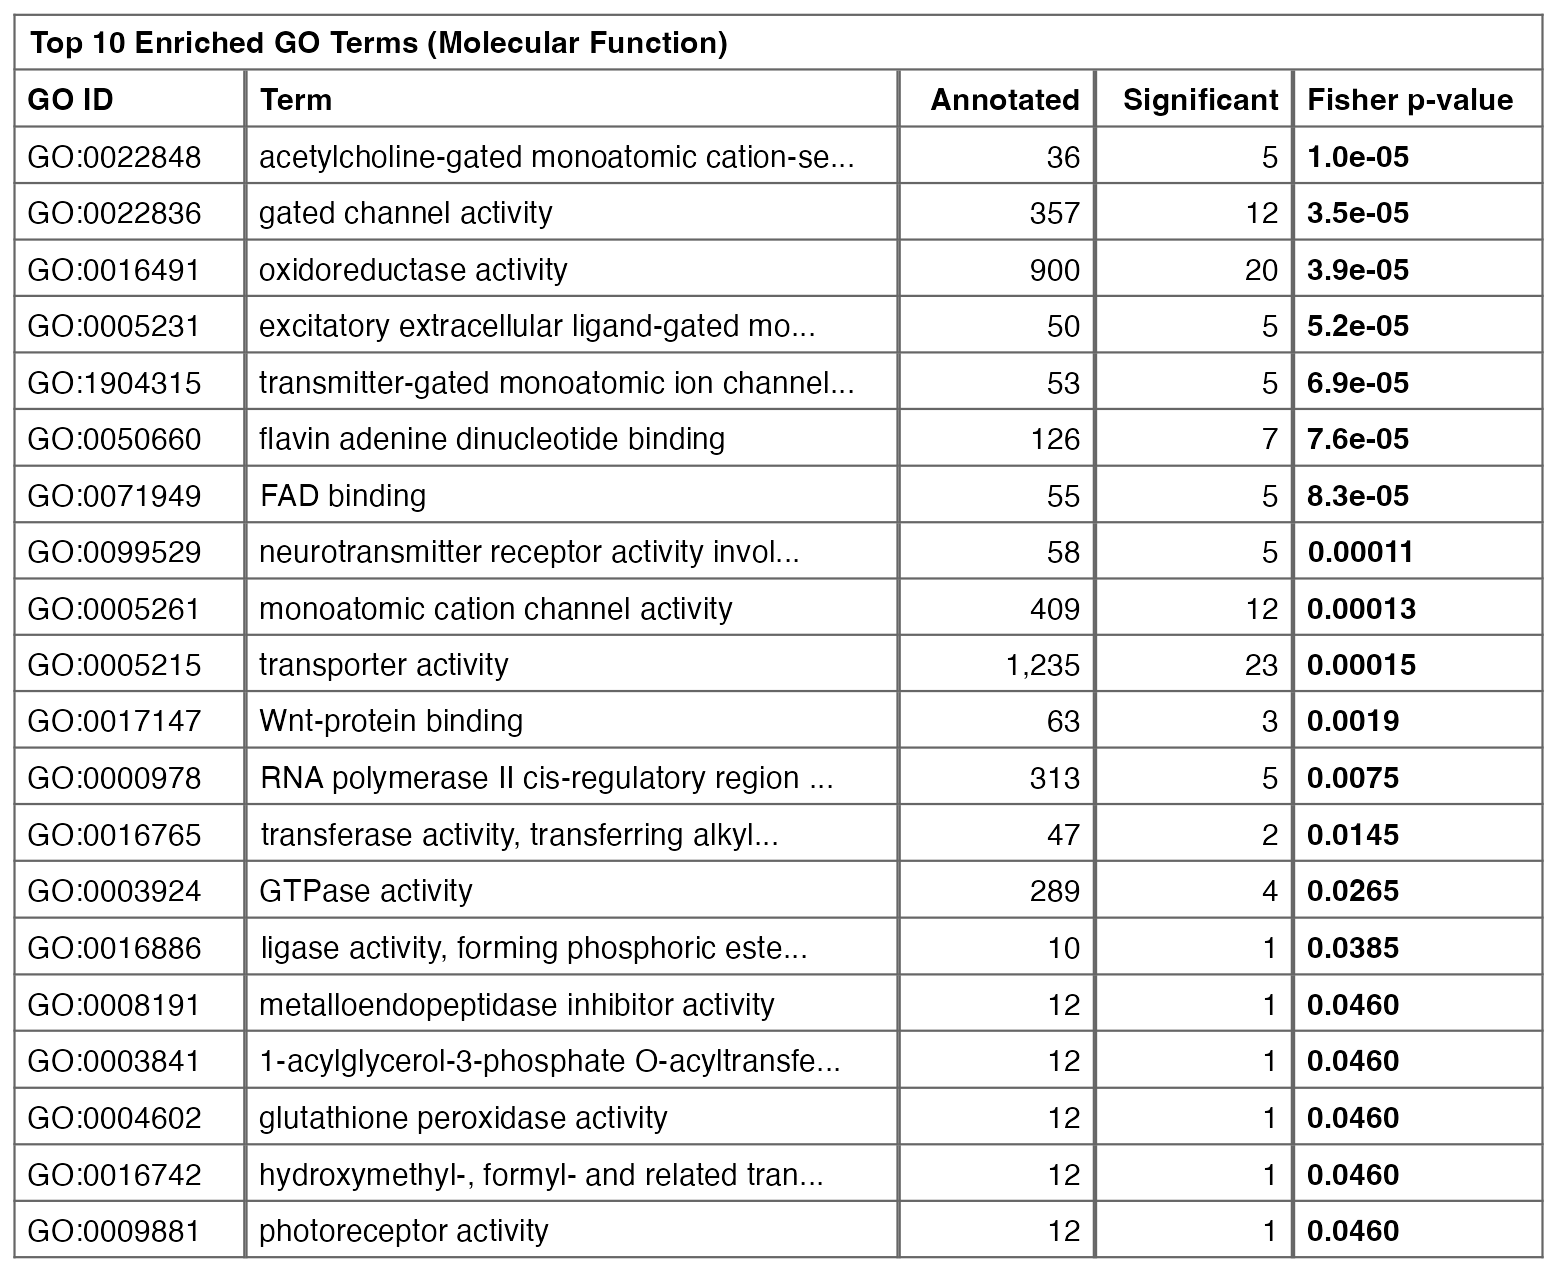 Top 10 Enriched GO Terms (Molecular Function)
GO ID Term Annotated Significant Fisher p-value
GO:0022848 acetylcholine-gated monoatomic cation-se... 36 5 1.0e-05
GO:0022836 gated channel activity 357 12 3.5e-05
GO:0016491 oxidoreductase activity 900 20 3.9e-05
GO:0005231 excitatory extracellular ligand-gated mo... 50 5 5.2e-05
GO:1904315 transmitter-gated monoatomic ion channel... 53 5 6.9e-05
GO:0050660 flavin adenine dinucleotide binding 126 7 7.6e-05
GO:0071949 FAD binding 55 5 8.3e-05
GO:0099529 neurotransmitter receptor activity invol... 58 5 0.00011
GO:0005261 monoatomic cation channel activity 409 12 0.00013
GO:0005215 transporter activity 1,235 23 0.00015
GO:0017147 Wnt-protein binding 63 3 0.0019
GO:0000978 RNA polymerase II cis-regulatory region ... 313 5 0.0075
GO:0016765 transferase activity, transferring alkyl... 47 2 0.0145
GO:0003924 GTPase activity 289 4 0.0265
GO:0016886 ligase activity, forming phosphoric este... 10 1 0.0385
GO:0008191 metalloendopeptidase inhibitor activity 12 1 0.0460
GO:0003841 1-acylglycerol-3-phosphate O-acyltransfe... 12 1 0.0460
GO:0004602 glutathione peroxidase activity 12 1 0.0460
GO:0016742 hydroxymethyl-, formyl- and related tran... 12 1 0.0460
GO:0009881 photoreceptor activity 12 1 0.0460